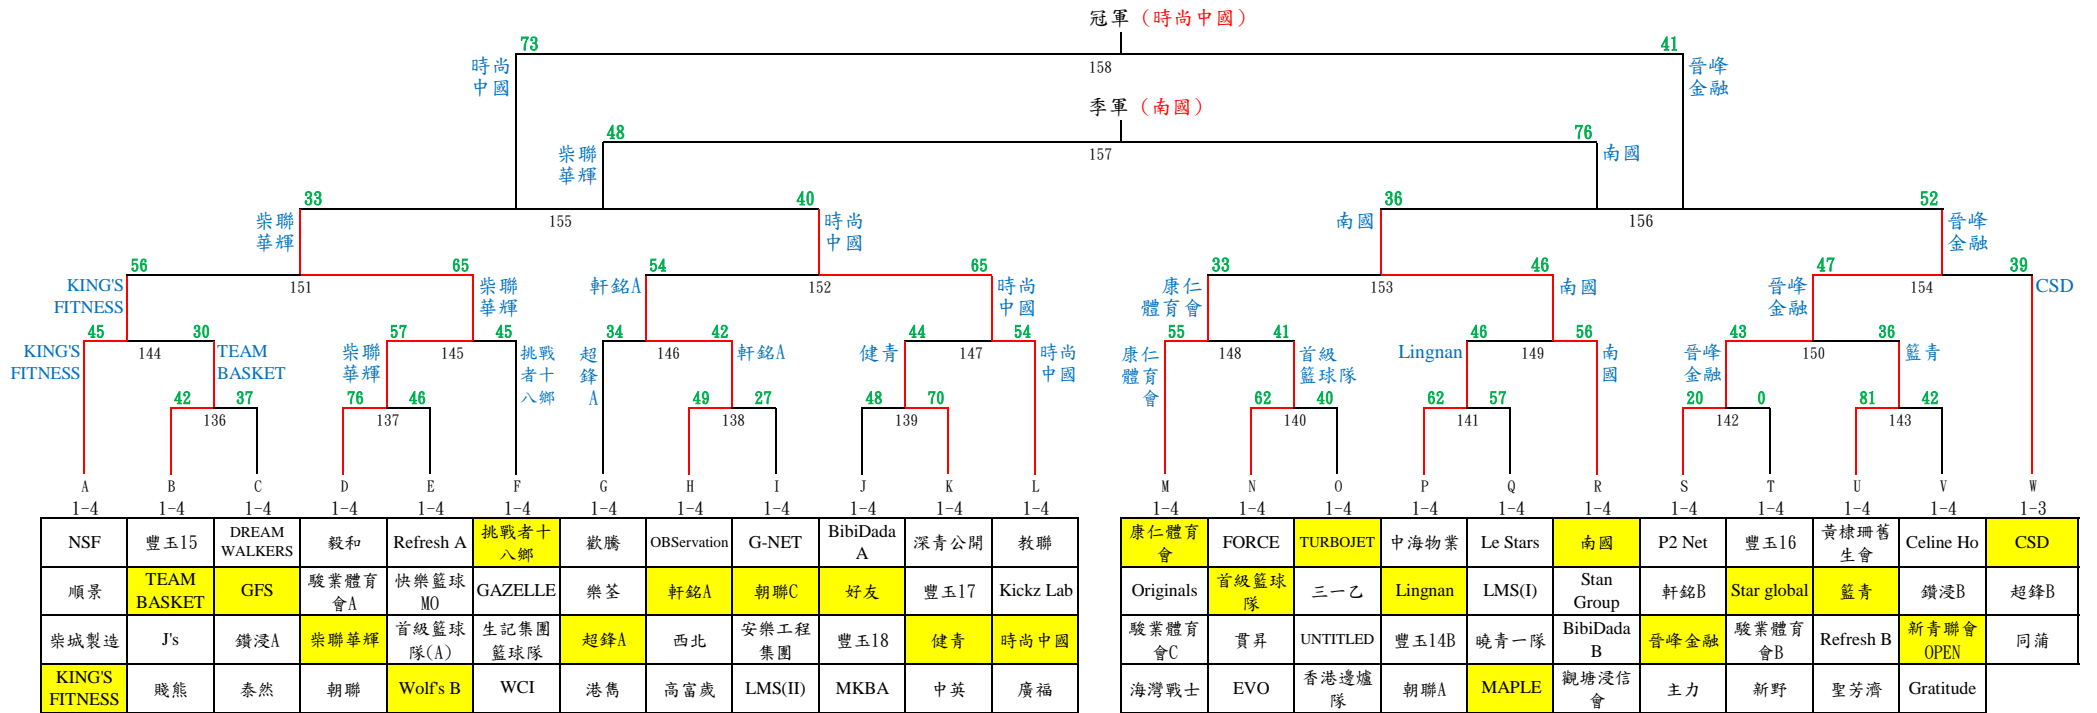 冠軍（時尚中國）
73
41
時尚
中國
158
晉峰
金融
季軍（南國）
48
76
柴聯
華輝
157
南國
33
40
36
52
柴聯
華輝
155
時尚
中國
南國
156
晉峰
金融
56
65
54
65
33
46
47
39
KING'S
FITNESS
151
柴聯
華輝
軒銘A
152
時尚
中國
康仁
體育會
153
南國
晉峰
金融
154
CSD
45
30
57
45
34
42
44
54
55
41
46
56
43
36
KING'S
FITNESS
144
TEAM
BASKET
柴聯
華輝
145
挑戰
者十
八鄉
超
鋒
A
146
軒銘A
健青
147
時尚
中國
康仁
體育
會
148
首級
籃球隊
Lingnan
149
南
國
晉峰
金融
150
籃青
42
37
76
46
49
27
48
70
62
40
62
57
20
0
81
42
136
137
138
139
140
141
142
143
A B C D E F G H I J K L M N O P Q R S T U V W
1-4 1-4 1-4 1-4 1-4 1-4 1-4 1-4 1-4 1-4 1-4 1-4 1-4 1-4 1-4 1-4 1-4 1-4 1-4 1-4 1-4 1-4 1-3
NSF
豐玉15
DREAM
WALKERS
毅和
Refresh A
挑戰者十
八鄉
歡騰
OBServation
G-NET
BibiDada
A
深青公開
教聯
康仁體育
會
FORCE
TURBOJET
中海物業
Le Stars
南國
P2 Net
豐玉16
黃棣珊舊
生會
Celine Ho
CSD
順景
TEAM
BASKET
GFS
駿業體育
會A
快樂籃球
MO
GAZELLE
樂荃
軒銘A
朝聯C
好友
豐玉17
Kickz Lab
Originals
首級籃球
隊
三一乙
Lingnan
LMS(I)
Stan
Group
軒銘B
Star global
籃青
鑽浸B
超鋒B
柴城製造
J's
鑽浸A
柴聯華輝
首級籃球
隊(A)
生記集團
籃球隊
超鋒A
西北
安樂工程
集團
豐玉18
健青
時尚中國
駿業體育
會C
貫昇
UNTITLED
豐玉14B
曉青一隊
BibiDada
B
晉峰金融
駿業體育
會B
Refresh B
新青聯會
OPEN
同蒲
KING'S
FITNESS
賤熊
泰然
朝聯
Wolf's B
WCI
港雋
高富歲
LMS(II)
MKBA
中英
廣福
海灣戰士
EVO
香港邊爐
隊
朝聯A
MAPLE
觀塘浸信
會
主力
新野
聖芳濟
Gratitude